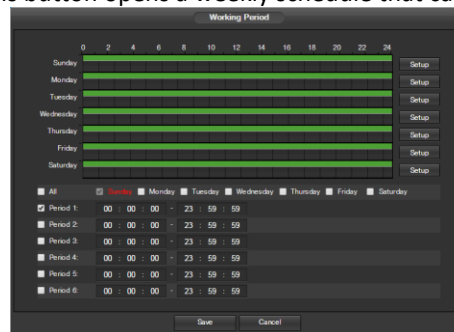 s button opens a weekly schedule that ca
Working Period
0 2 4 6 8 10 12 14 16 18 20 22 24
Sunday Setup
Monday Setup
Tuesday Setup
Wednesday Setup
Thursday Setup
Friday Setup
Saturday Setup
All Sunday Monday Tuesday Wednesday Thursday Friday Saturday
Period 1: 00 : 00 : 00 - 23 : 59 : 59
Period 2: 00 : 00 : 00 - 23 : 59 : 59
Period 3: 00 : 00 : 00 - 23 : 59 : 59
Period 4: 00 : 00 : 00 - 23 : 59 : 59
Period 5: 00 : 00 : 00 - 23 : 59 : 59
Period 6: 00 : 00 : 00 - 23 : 59 : 59
Save Cancel